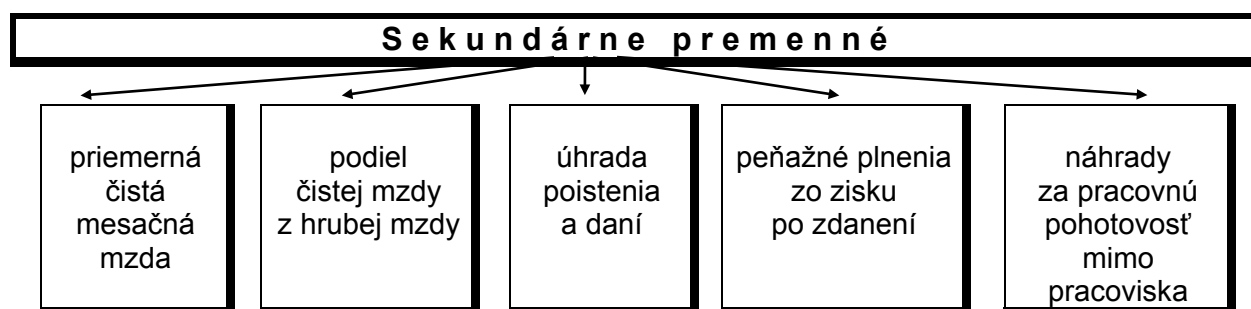 Sekundárne premenné
priemerná
čistá
mesačná
mzda
podiel
čistej mzdy
z hrubej mzdy
úhrada
poistenia
a daní
peňažné plnenia
zo zisku
po zdanení
náhrady
za pracovnú
pohotovosť
mimo
pracoviska